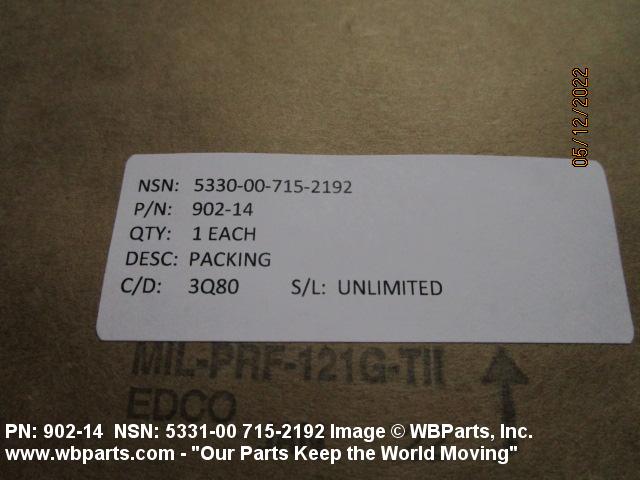 05/12/2022
NSN: 5330-00-715-2192
P/N: 902-14
QTY: 1 EACH
DESC: PACKING
C/D: 3Q80 S/L: UNLIMITED
MIL-PRF-121G-TII
EDCO
PN: 902-14 NSN: 5331-00 715-2192 Image © WBParts, Inc.
www.wbparts.com - "Our Parts Keep the World Moving"